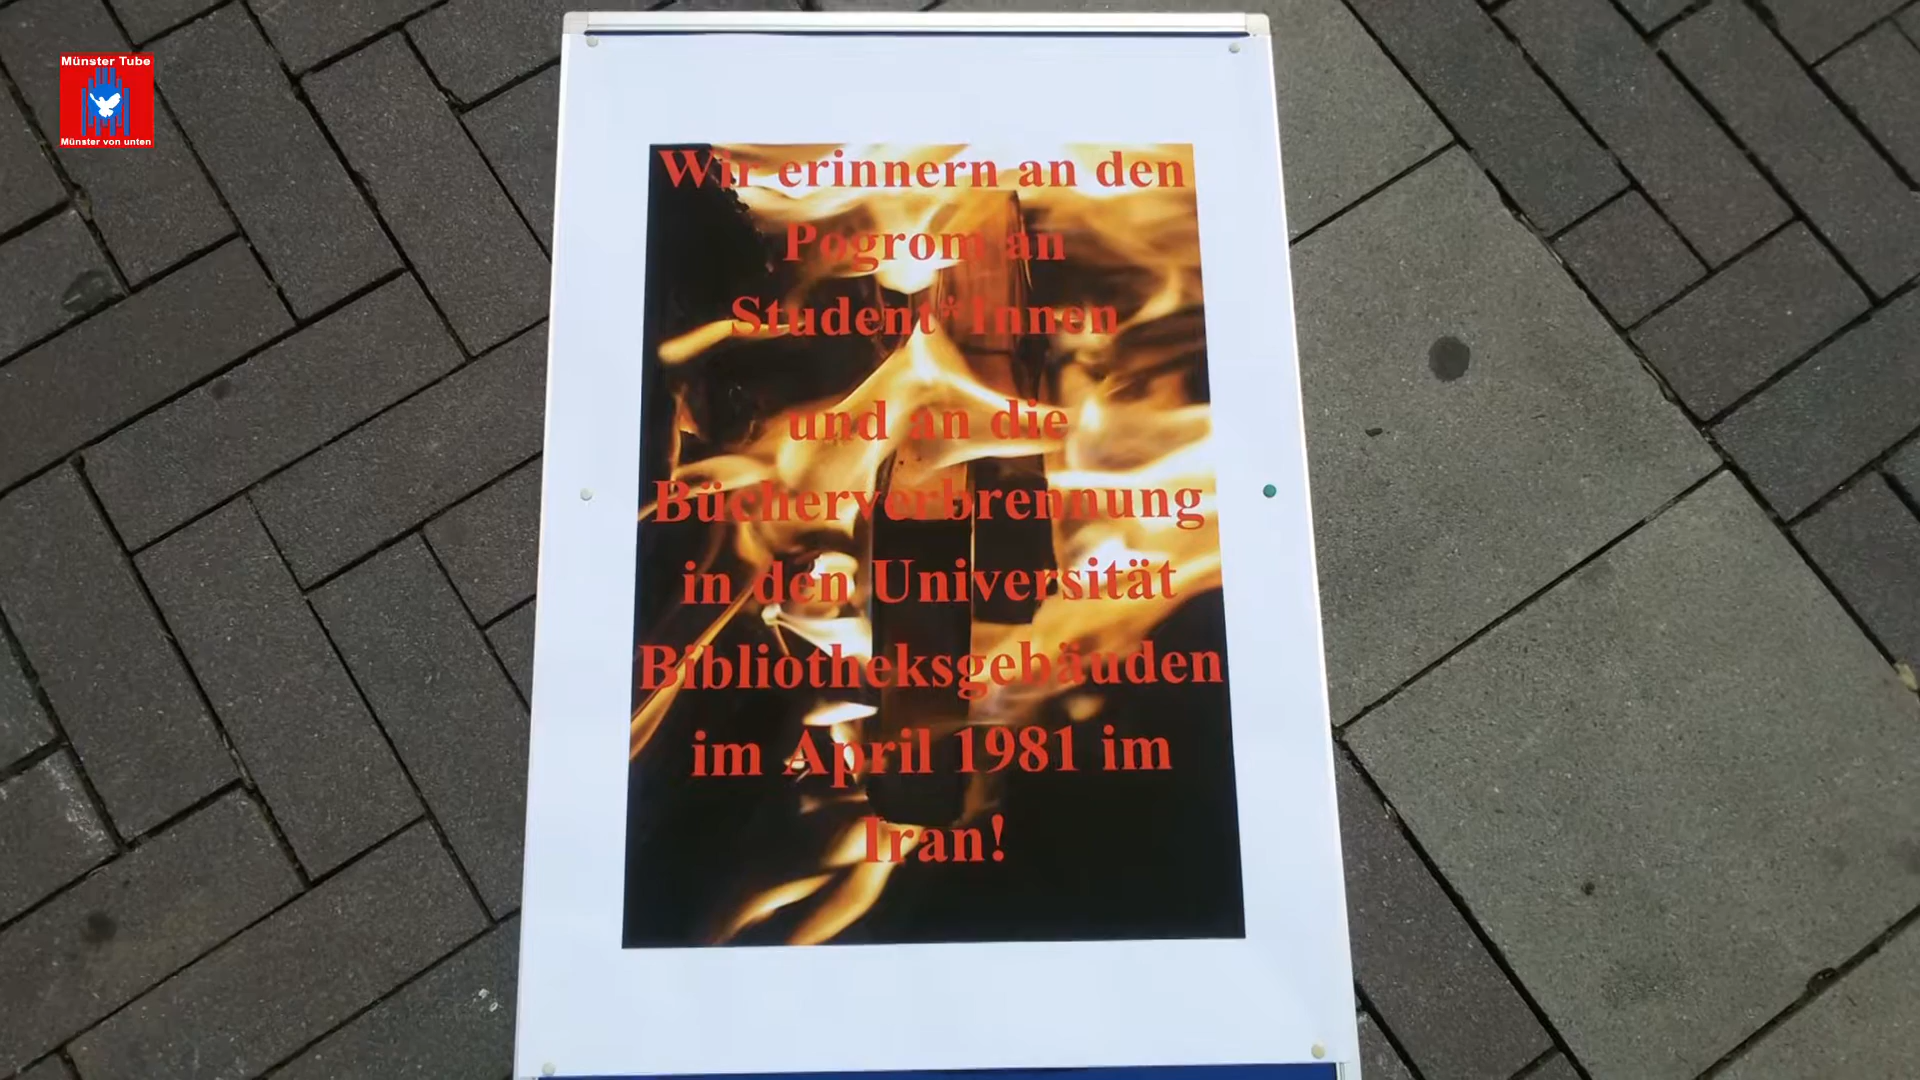 Münster Tube
Münster von unten
Wir erinnern an den
Pogrom an
Student*Innen
und an die
Bücherverbrennung
in den Universität
Bibliotheksgebäuden
im April 1981 im
Iran!